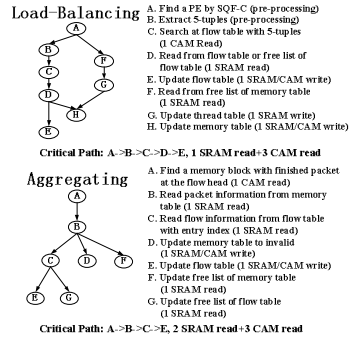 Load-Balancing
A
B
F
C
G
D
H
E
A. Find a PE by SQF-C (pre-processing)
B. Extract 5-tuples (pre-processing)
C. Search at flow table with 5-tuples
(1 CAM Read)
D. Read from flow table or free list of
flow table (1 SRAM read)
E. Update flow table (1 SRAM/CAM write)
F. Read from free list of memory table
(1 SRAM read)
G. Update thread table (1 SRAM write)
H. Update memory table (1 SRAM/CAM write)
Critical Path: A->B->C->D->E, 1 SRAM read+3 CAM read
Aggregating
A
B
C
D
F
E
G
A. Find a memory block with finished packet
at the flow head (1 CAM read)
B. Read packet information from memory
table (1 SRAM read)
C. Read flow information from flow table
with entry index (1 SRAM read)
D. Update memory table to invalid
(1 SRAM/CAM write)
E. Update flow table (1 SRAM/CAM write)
F. Update free list of memory table
(1 SRAM read)
G. Update free list of flow table
(1 SRAM read)
Critical Path: A->B->C->E, 2 SRAM read+3 CAM read